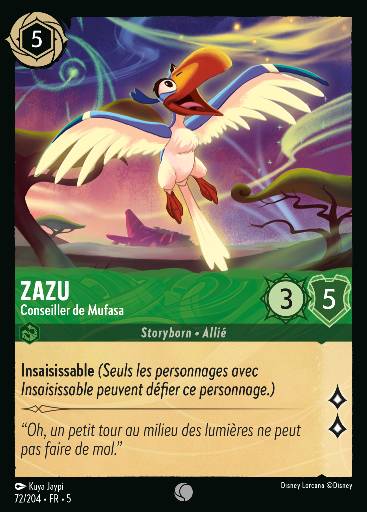 5
ZAZU
Conseiller de Mufasa
3
5
Storyborn • Allié
Insaisissable (Seuls les personnages avec
Insaisissable peuvent défier ce personnage.)
“Oh, un petit tour au milieu des lumières ne peut
pas faire de mal.”
Kuya Jaypi
72/204 • FR • 5
Disney Lorcana ©Disney